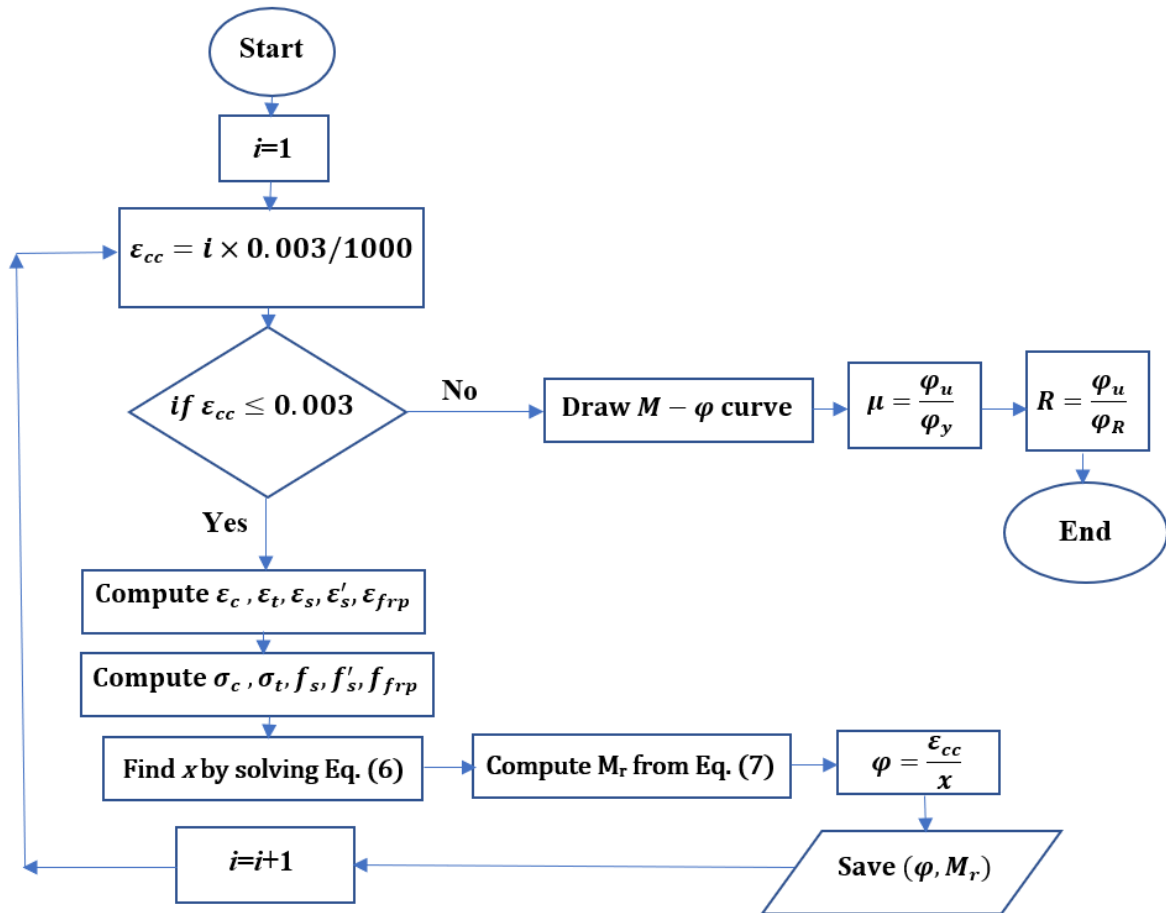 Start
i=1
ε_cc = i × 0.003/1000
if ε_cc ≤ 0.003
No
Draw M − φ curve
μ = φ_u/φ_y
R = φ_u/φ_R
End
Yes
Compute ε_c , ε_t, ε_s, ε′_s, ε_frp
Compute σ_c , σ_t, f_s, f′_s, f_frp
Find x by solving Eq. (6)
Compute M_r from Eq. (7)
φ = ε_cc/x
Save (φ, M_r)
i=i+1